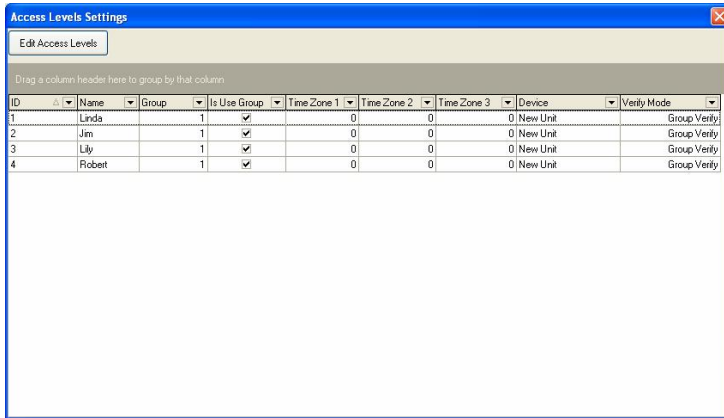 Access Levels Settings
Edit Access Levels
Drag a column header here to group by that column
ID Name Group Is Use Group Time Zone 1 Time Zone 2 Time Zone 3 Device Verify Mode
1 Linda 1 0 0 0 New Unit Group Verify
2 Jim 1 0 0 0 New Unit Group Verify
3 Lily 1 0 0 0 New Unit Group Verify
4 Robert 1 0 0 0 New Unit Group Verify